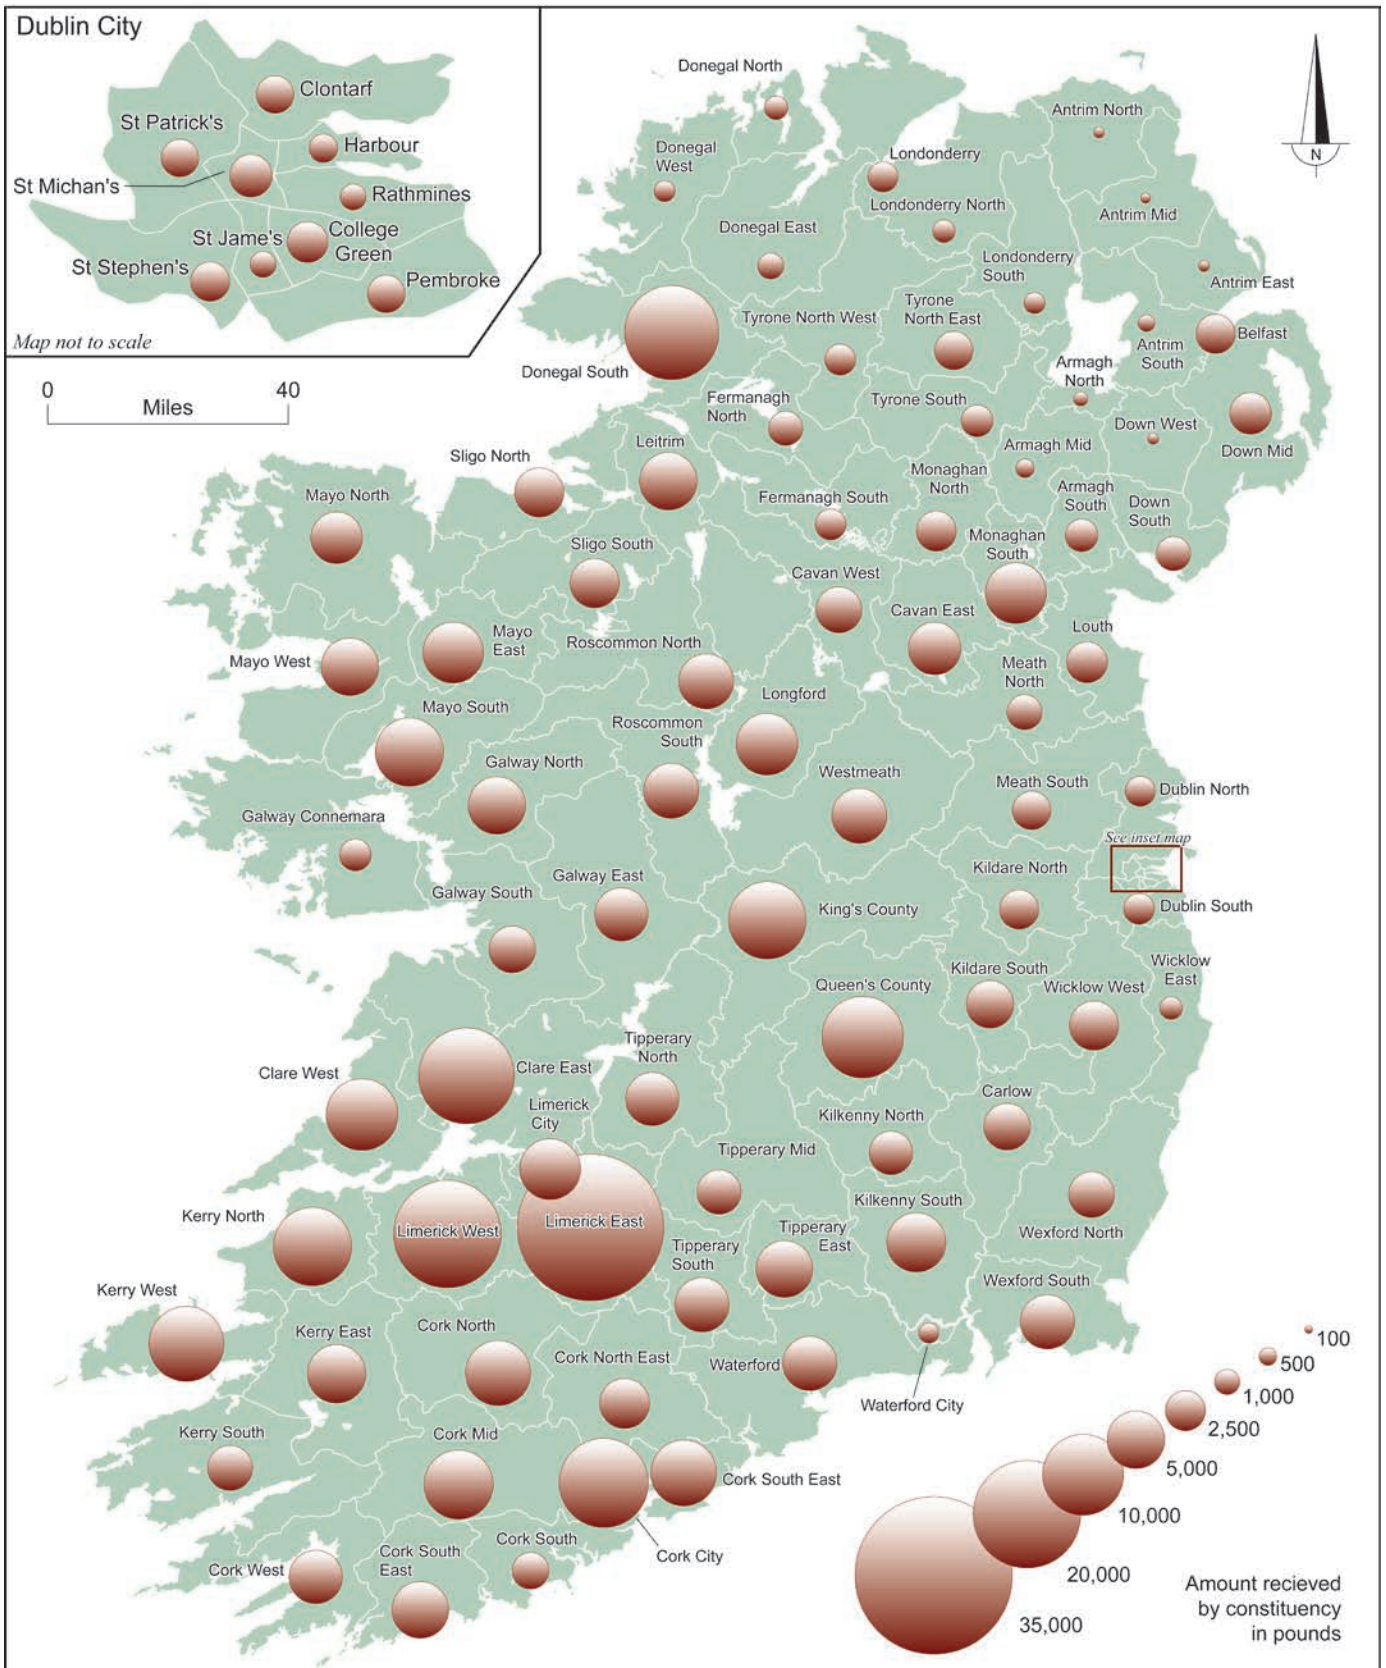 Dublin City
Clontarf
St Patrick's
Harbour
St Michan's
Rathmines
St Jame's
College
Green
St Stephen's
Pembroke
Map not to scale
0
40
Miles
N
Donegal North
Antrim North
Donegal
West
Londonderry
Londonderry North
Antrim Mid
Donegal East
Londonderry
South
Antrim East
Tyrone North West
Tyrone
North East
Belfast
Antrim
South
Donegal South
Armagh
North
Fermanagh
North
Tyrone South
Down West
Down Mid
Leitrim
Armagh Mid
Sligo North
Monaghan
North
Mayo North
Fermanagh South
Armagh
South
Down
South
Monaghan
South
Sligo South
Cavan West
Cavan East
Louth
Mayo
East
Roscommon North
Mayo West
Meath
North
Longford
Mayo South
Roscommon
South
Galway North
Westmeath
Meath South
Dublin North
Galway Connemara
See inset map
Kildare North
Galway East
Galway South
King's County
Dublin South
Wicklow
East
Kildare South
Queen's County
Wicklow West
Tipperary
North
Clare East
Clare West
Carlow
Limerick
City
Kilkenny North
Tipperary Mid
Kilkenny South
Kerry North
Limerick East
Limerick West
Tipperary
East
Wexford North
Tipperary
South
Wexford South
Kerry West
Cork North
Kerry East
Cork North East
Waterford
Waterford City
Kerry South
Cork Mid
Cork South East
Cork South
Cork South
East
Cork West
Cork City
100
500
1,000
2,500
5,000
10,000
20,000
35,000
Amount recieved
by constituency
in pounds